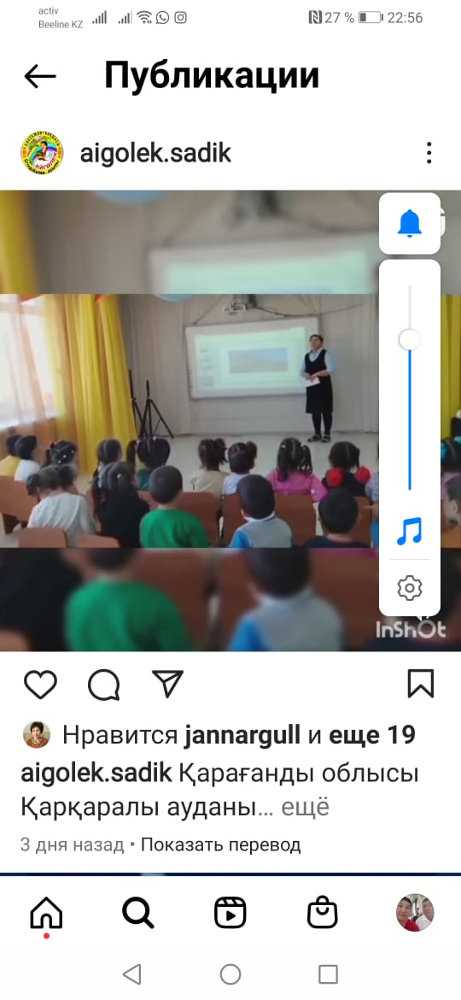 activ
Beeline KZ
27 %
22:56
Публикации
aigolek.sadik
InShOt
Нравится jannargull и еще 19
aigolek.sadik Қарағанды облысы
Қарқаралы ауданы... ещё
3 дня назад • Показать перевод